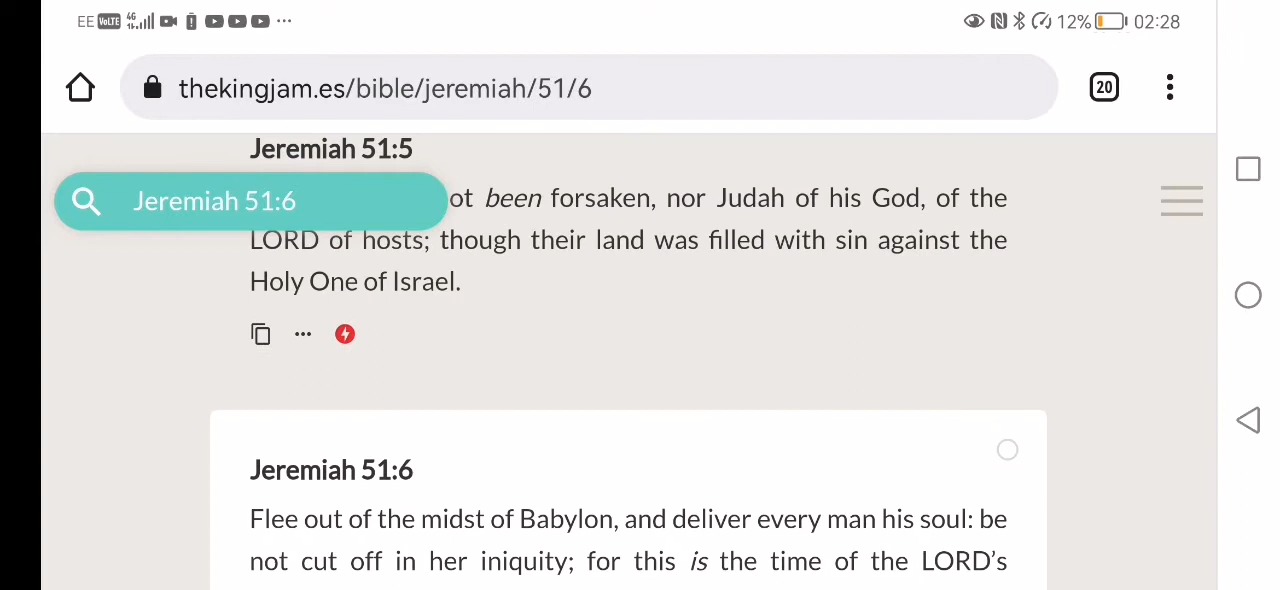 EE VoLTE 4G 12% 02:28
thekingjam.es/bible/jeremiah/51/6 20
Jeremiah 51:5
Jeremiah 51:6
ot been forsaken, nor Judah of his God, of the
LORD of hosts; though their land was filled with sin against the
Holy One of Israel.
Jeremiah 51:6
Flee out of the midst of Babylon, and deliver every man his soul: be
not cut off in her iniquity; for this is the time of the LORD’s